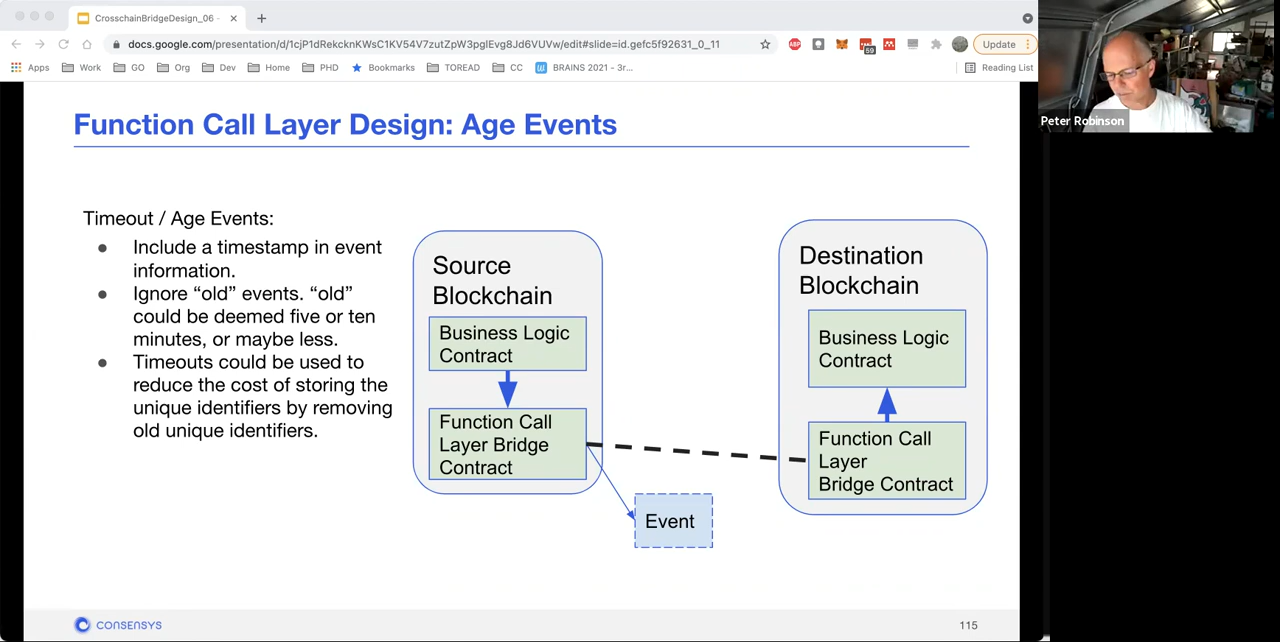 CrosschainBridgeDesign_06 -
docs.google.com/presentation/d/1cjP1dRekcknKWsC1KV54V7zutZpW3pglEvg8Jd6VUVw/edit#slide=id.gefc5f92631_0_11
ABP
59
Update
Apps
Work
GO
Org
Dev
Home
PHD
Bookmarks
TOREAD
CC
BRAINS 2021 - 3r...
Reading List
Peter Robinson
Function Call Layer Design: Age Events
Timeout / Age Events:
● Include a timestamp in event
information.
● Ignore “old” events. “old”
could be deemed five or ten
minutes, or maybe less.
● Timeouts could be used to
reduce the cost of storing the
unique identifiers by removing
old unique identifiers.
Source
Blockchain
Business Logic
Contract
Function Call
Layer Bridge
Contract
Event
Destination
Blockchain
Business Logic
Contract
Function Call
Layer
Bridge Contract
CONSENSYS
115